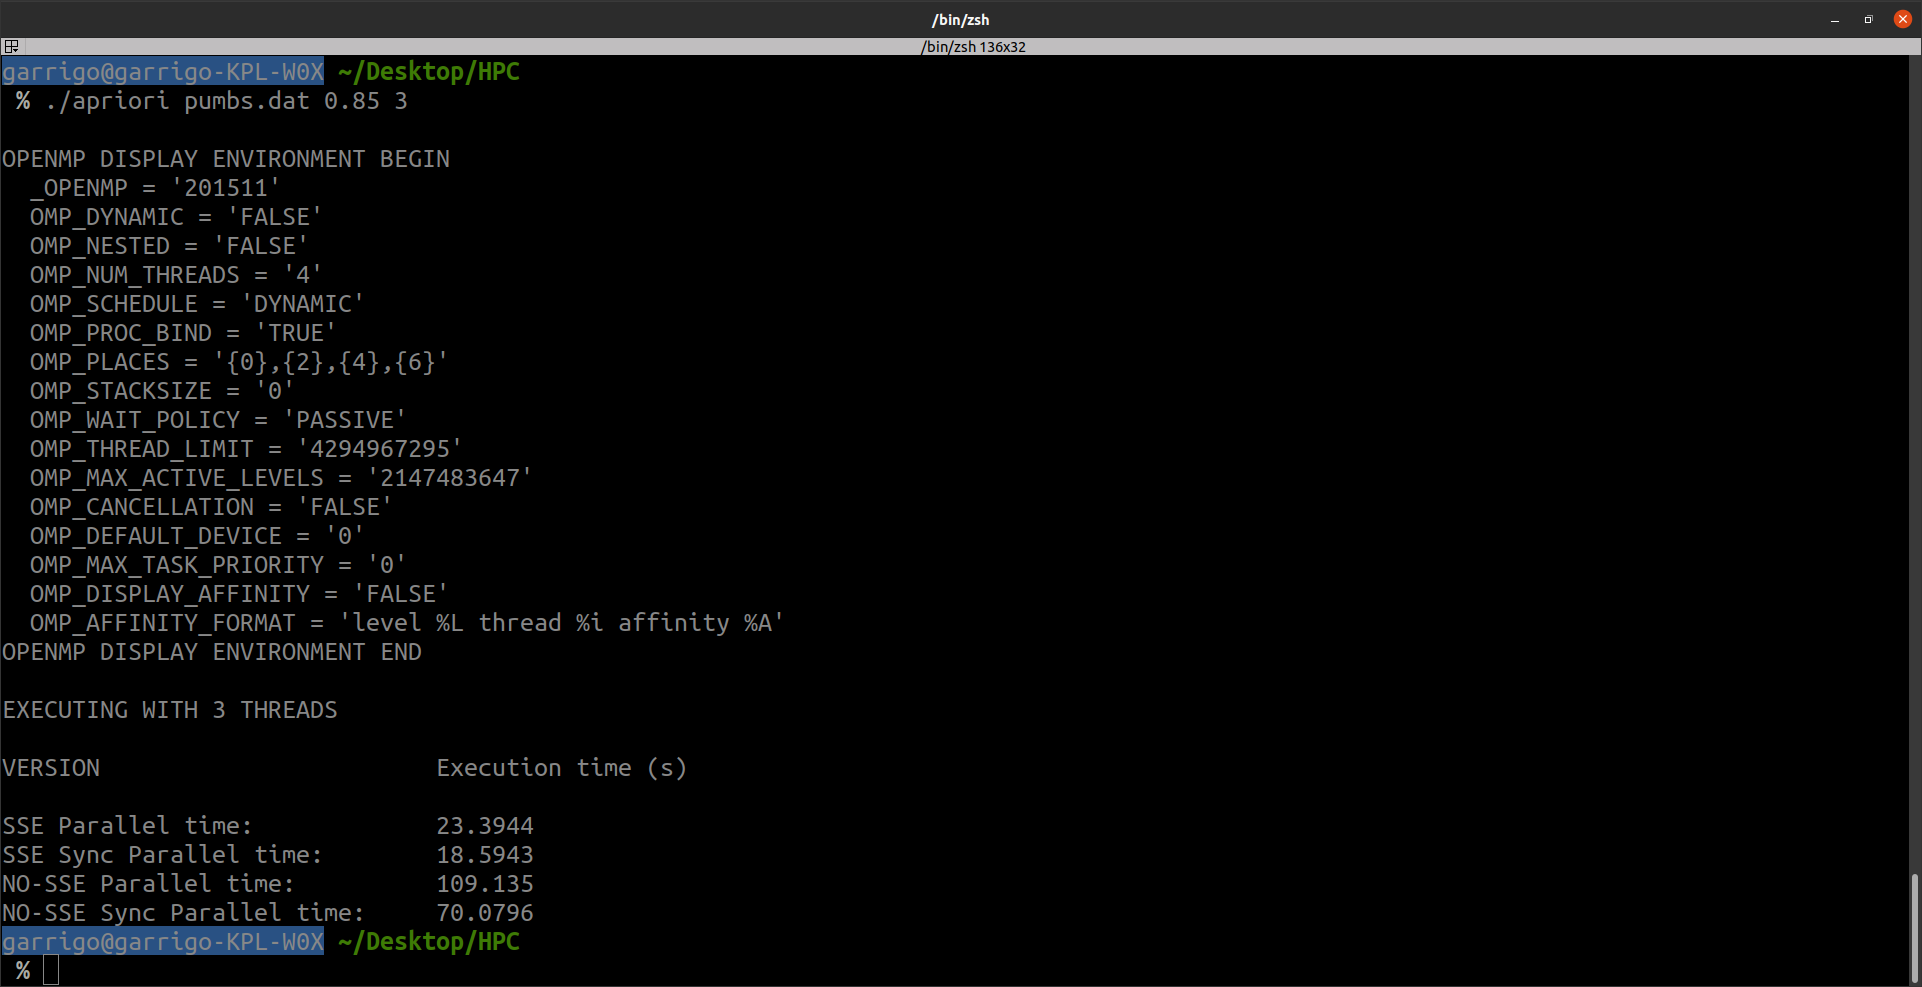 /bin/zsh
/bin/zsh 136x32
garrigo@garrigo-KPL-W0X ~/Desktop/HPC
% ./apriori pumbs.dat 0.85 3
OPENMP DISPLAY ENVIRONMENT BEGIN
_OPENMP = '201511'
OMP_DYNAMIC = 'FALSE'
OMP_NESTED = 'FALSE'
OMP_NUM_THREADS = '4'
OMP_SCHEDULE = 'DYNAMIC'
OMP_PROC_BIND = 'TRUE'
OMP_PLACES = '{0},{2},{4},{6}'
OMP_STACKSIZE = '0'
OMP_WAIT_POLICY = 'PASSIVE'
OMP_THREAD_LIMIT = '4294967295'
OMP_MAX_ACTIVE_LEVELS = '2147483647'
OMP_CANCELLATION = 'FALSE'
OMP_DEFAULT_DEVICE = '0'
OMP_MAX_TASK_PRIORITY = '0'
OMP_DISPLAY_AFFINITY = 'FALSE'
OMP_AFFINITY_FORMAT = 'level %L thread %i affinity %A'
OPENMP DISPLAY ENVIRONMENT END
EXECUTING WITH 3 THREADS
VERSION Execution time (s)
SSE Parallel time: 23.3944
SSE Sync Parallel time: 18.5943
NO-SSE Parallel time: 109.135
NO-SSE Sync Parallel time: 70.0796
garrigo@garrigo-KPL-W0X ~/Desktop/HPC
%